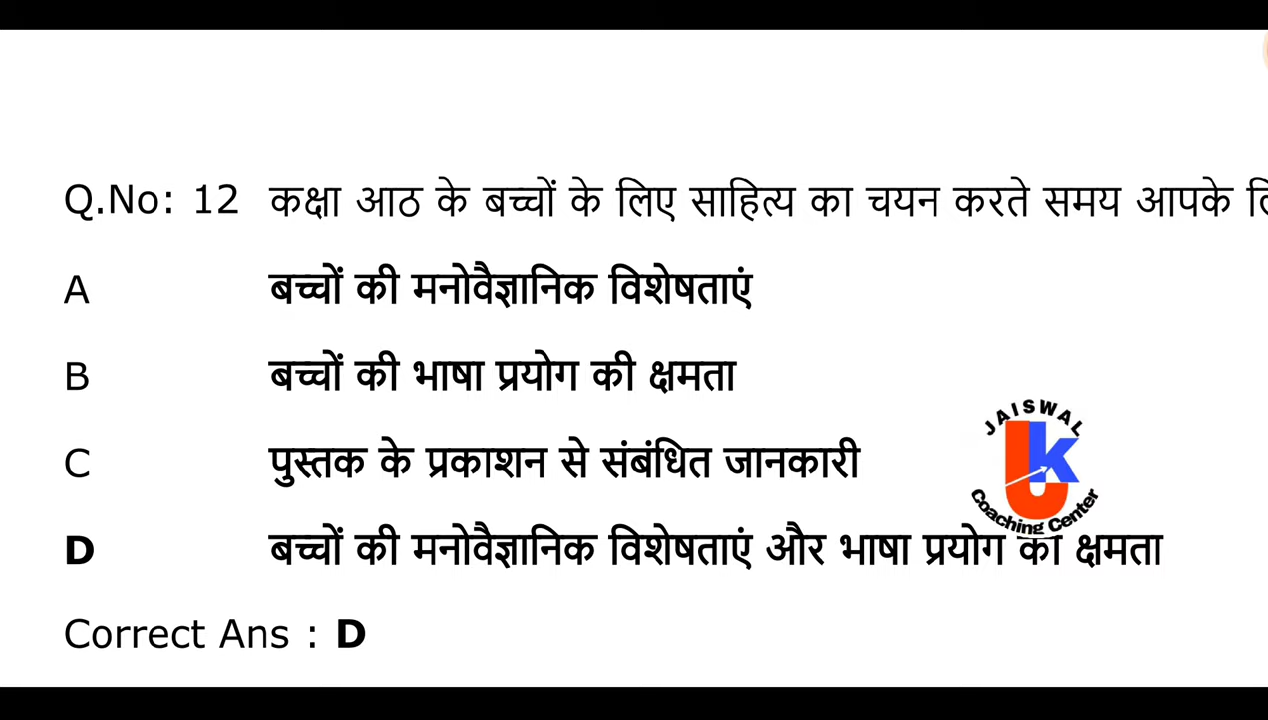 Q.No: 12 कक्षा आठ के बच्चों के लिए साहित्य का चयन करते समय आपके
A बच्चों की मनोवैज्ञानिक विशेषताएं
B बच्चों की भाषा प्रयोग की क्षमता
C पुस्तक के प्रकाशन से संबंधित जानकारी
D बच्चों की मनोवैज्ञानिक विशेषताएं और भाषा प्रयोग की क्षमता
Correct Ans : D
JAISWAL
JK
Coaching Center